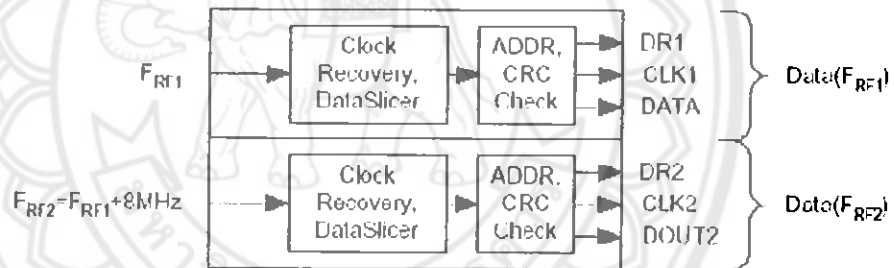 Clock
Recovery,
DataSlicer
ADDR,
CRC
Check
F_RF1
DR1
CLK1
DATA
Data(F_RF1)
Clock
Recovery,
DataSlicer
ADDR,
CRC
Check
F_RF2=F_RF1+8MHz
DR2
CLK2
DOUT2
Data(F_RF2)